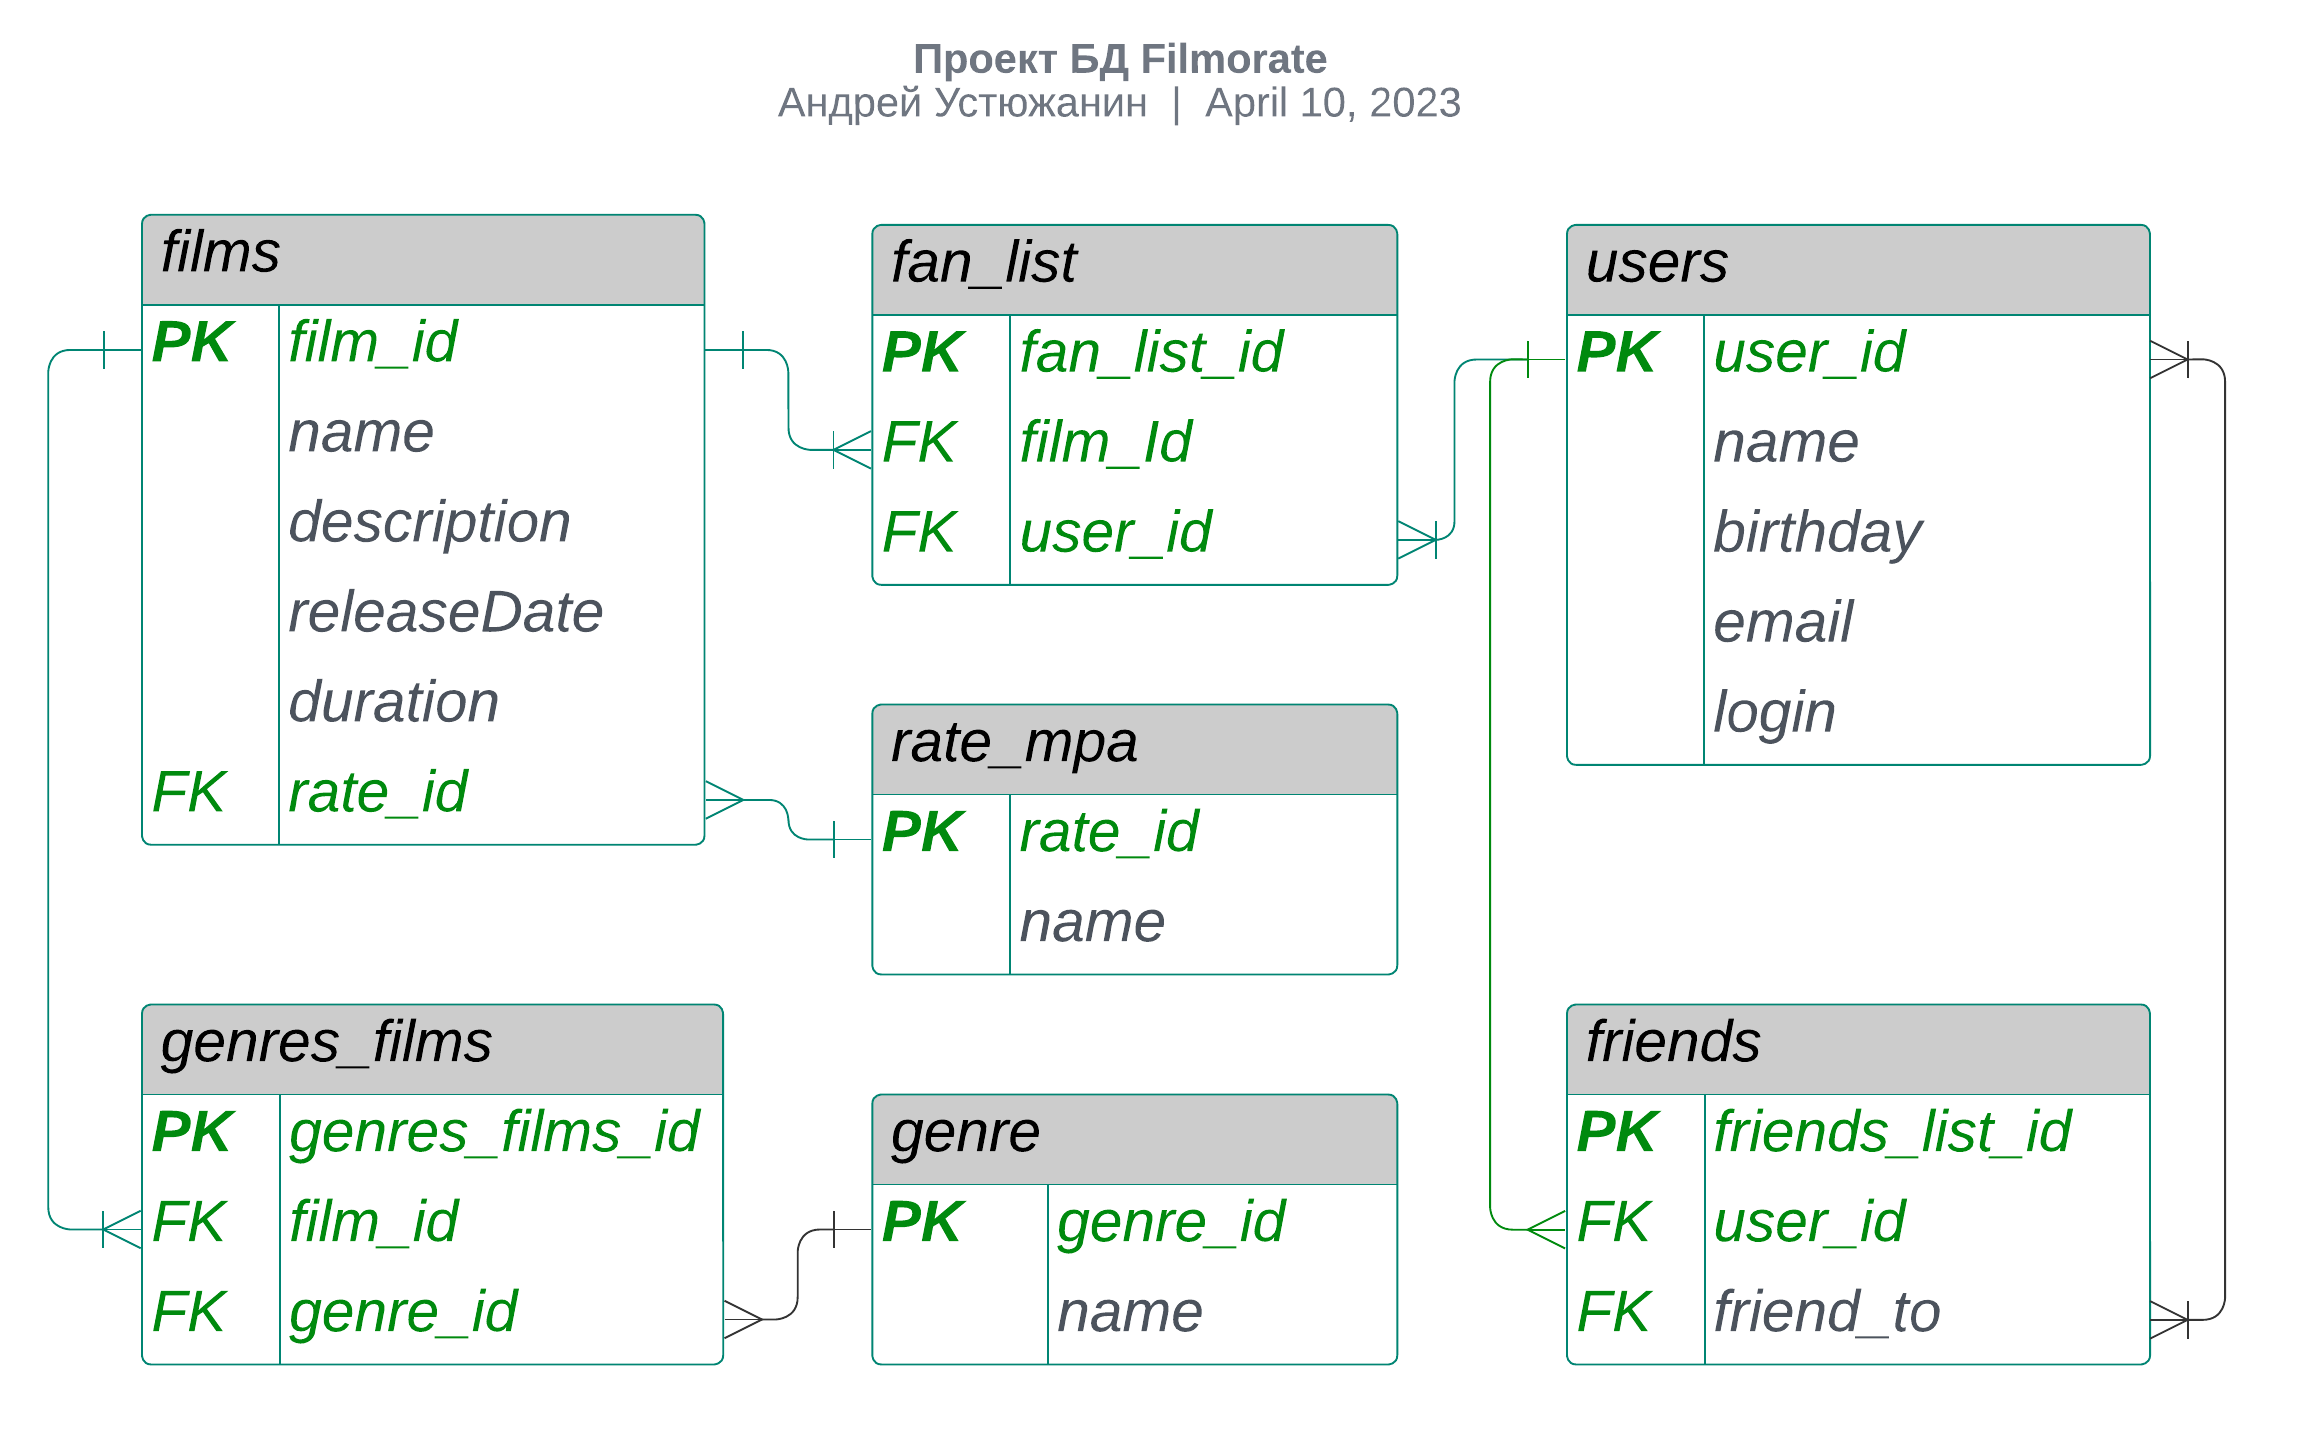 Проект БД Filmorate
Андрей Устюжанин | April 10, 2023
films
PK film_id
name
description
releaseDate
duration
FK rate_id
fan_list
PK fan_list_id
FK film_Id
FK user_id
users
PK user_id
name
birthday
email
login
rate_mpa
PK rate_id
name
genres_films
PK genres_films_id
FK film_id
FK genre_id
genre
PK genre_id
name
friends
PK friends_list_id
FK user_id
FK friend_to